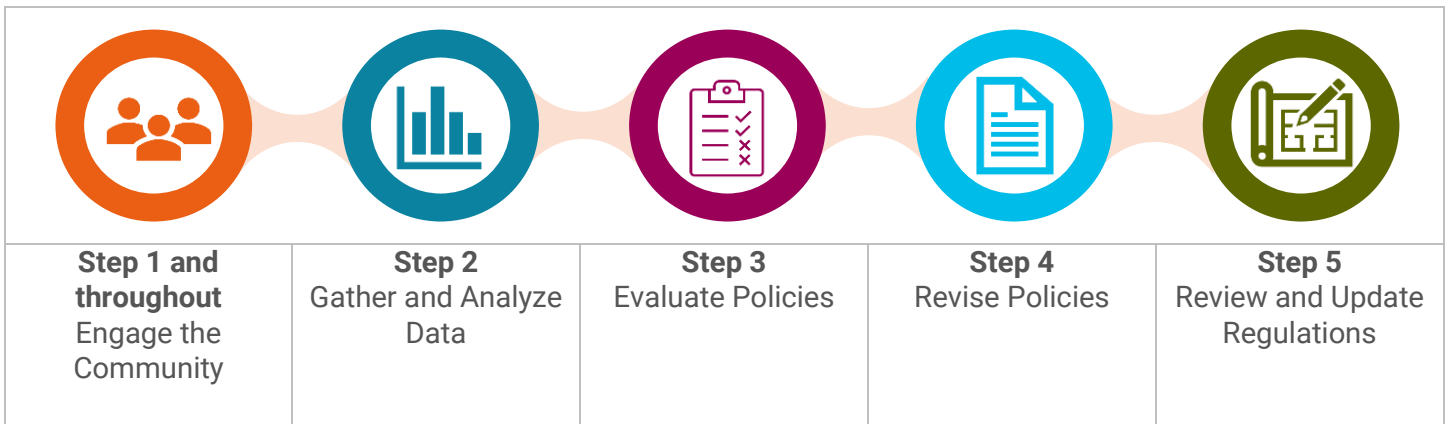 Step 1 and
throughout
Engage the
Community
Step 2
Gather and Analyze
Data
Step 3
Evaluate Policies
Step 4
Revise Policies
Step 5
Review and Update
Regulations